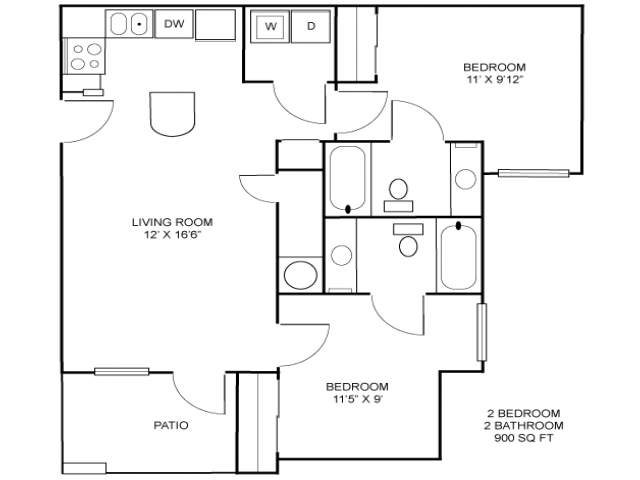 DW
W
D
BEDROOM
11' X 9'12"
LIVING ROOM
12' X 16'6"
BEDROOM
11'5" X 9'
PATIO
2 BEDROOM
2 BATHROOM
900 SQ FT